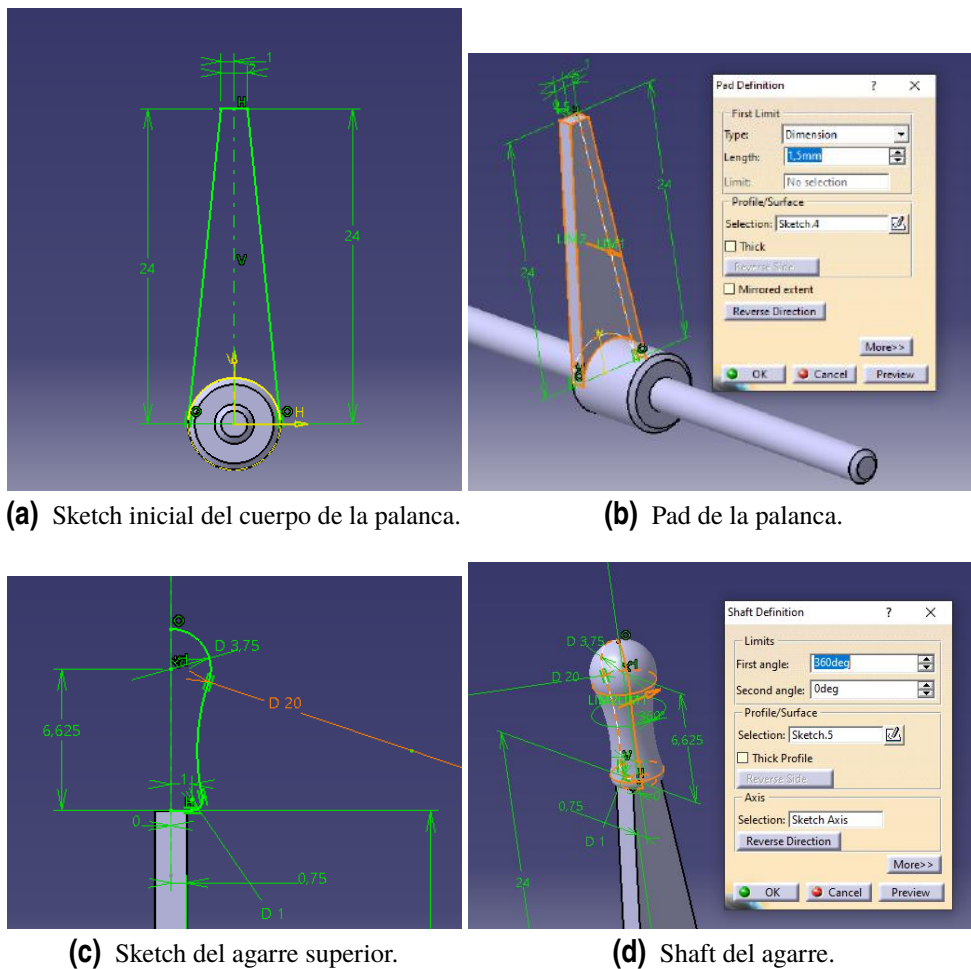 1
2
H
24
24
V
V
H
(a) Sketch inicial del cuerpo de la palanca.
24
24
Pad Definition ? X
First Limit
Type: Dimension
Length: 1,5mm
Limit: No selection
Profile/Surface
Selection: Sketch.4
Thick
Reverse Side
Mirrored extent
Reverse Direction
More>>
OK Cancel Preview
(b) Pad de la palanca.
D 3,75
D 20
6,625
1
0
0,75
D 1
(c) Sketch del agarre superior.
D 3,75
D 20
360°
6,625
0,75
D 1
24
Shaft Definition ? X
Limits
First angle: 360deg
Second angle: 0deg
Profile/Surface
Selection: Sketch.5
Thick Profile
Reverse Side
Axis
Selection: Sketch Axis
Reverse Direction
More>>
OK Cancel Preview
(d) Shaft del agarre.